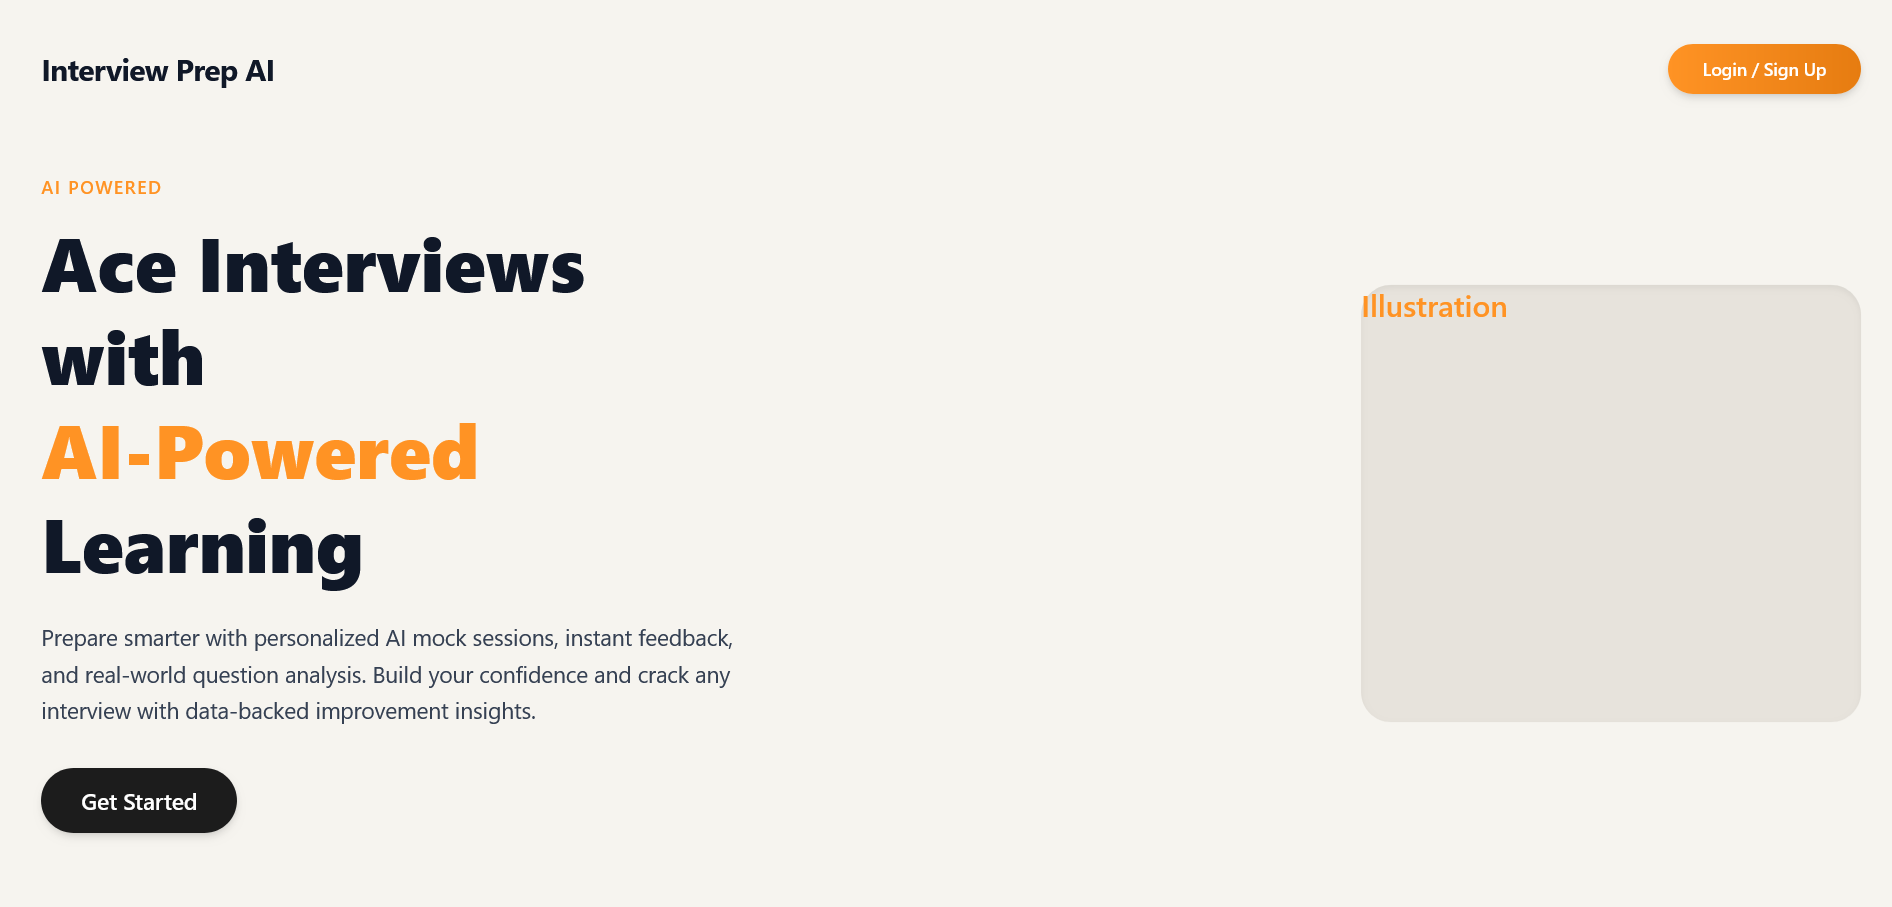 Interview Prep AI
Login / Sign Up
AI POWERED
Ace Interviews
with
AI-Powered
Learning
Illustration
Prepare smarter with personalized AI mock sessions, instant feedback,
and real-world question analysis. Build your confidence and crack any
interview with data-backed improvement insights.
Get Started